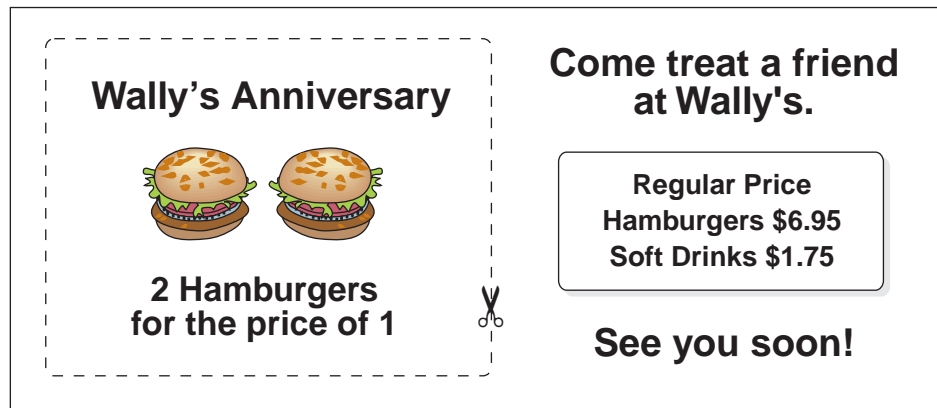 Wally’s Anniversary
2 Hamburgers
for the price of 1
Come treat a friend
at Wally's.
Regular Price
Hamburgers $6.95
Soft Drinks $1.75
See you soon!